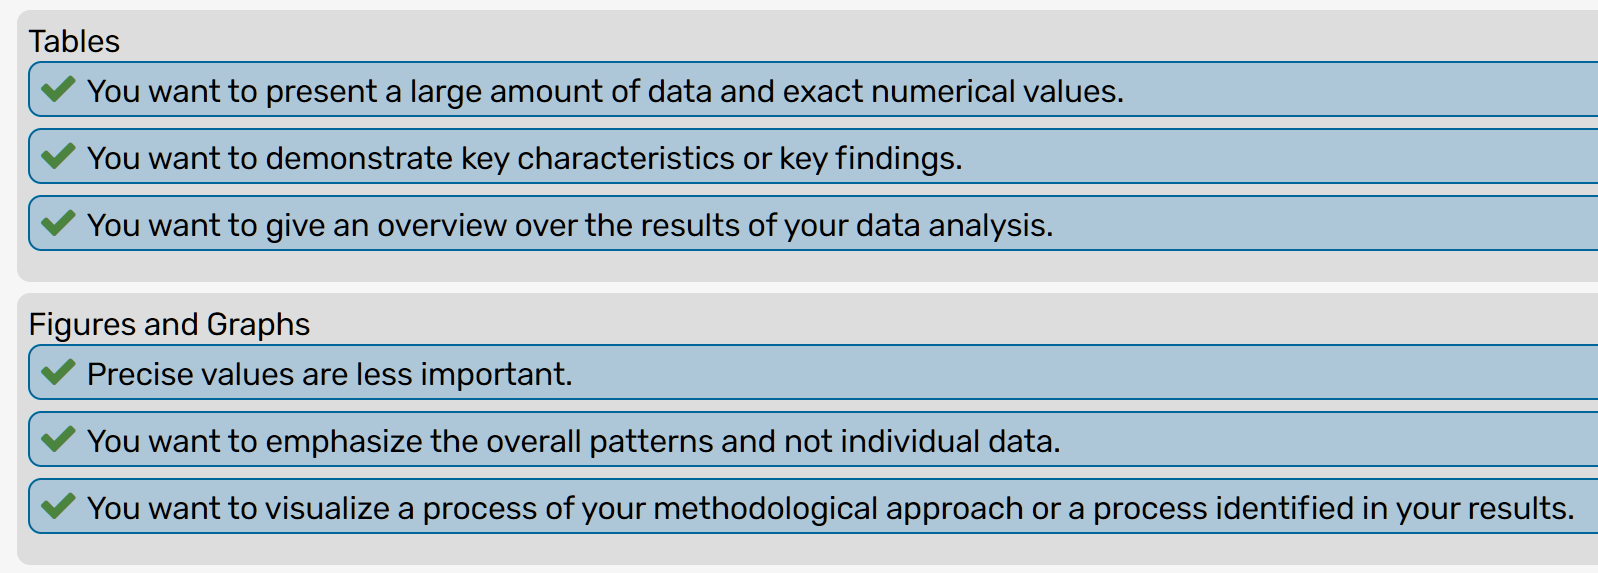 Tables
You want to present a large amount of data and exact numerical values.
You want to demonstrate key characteristics or key findings.
You want to give an overview over the results of your data analysis.
Figures and Graphs
Precise values are less important.
You want to emphasize the overall patterns and not individual data.
You want to visualize a process of your methodological approach or a process identified in your results.